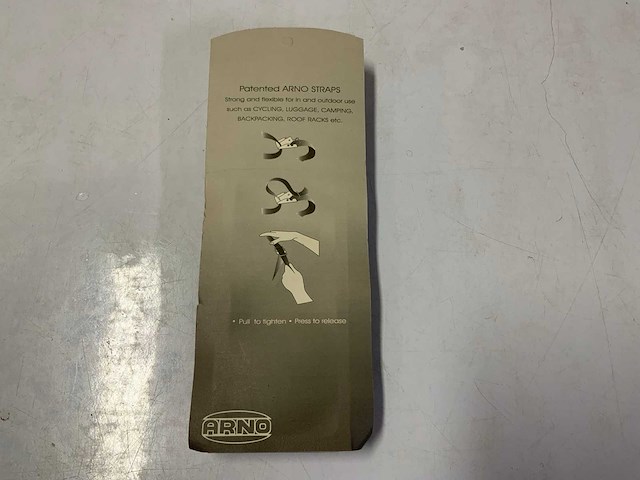 Patented ARNO STRAPS
Strong and flexible for in and outdoor use
such as CYCLING, LUGGAGE, CAMPING,
BACKPACKING, ROOF RACKS etc.
• Pull to tighten • Press to release
ARNO